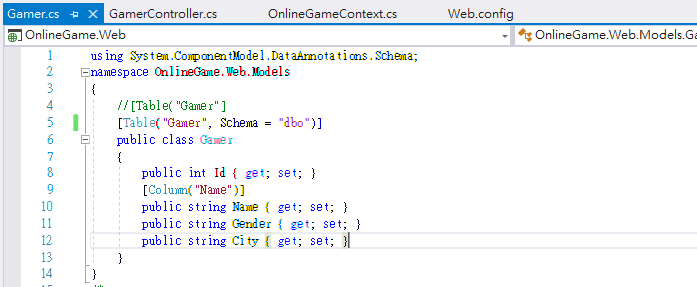 Gamer.cs GamerController.cs OnlineGameContext.cs Web.config
OnlineGame.Web OnlineGame.Web.Models.Ga
1 using System.ComponentModel.DataAnnotations.Schema;
2 namespace OnlineGame.Web.Models
3 {
4 //[Table("Gamer"]
5 [Table("Gamer", Schema = "dbo")]
6 public class Gamer
7 {
8 public int Id { get; set; }
9 [Column("Name")]
10 public string Name { get; set; }
11 public string Gender { get; set; }
12 public string City { get; set; }
13 }
14 }